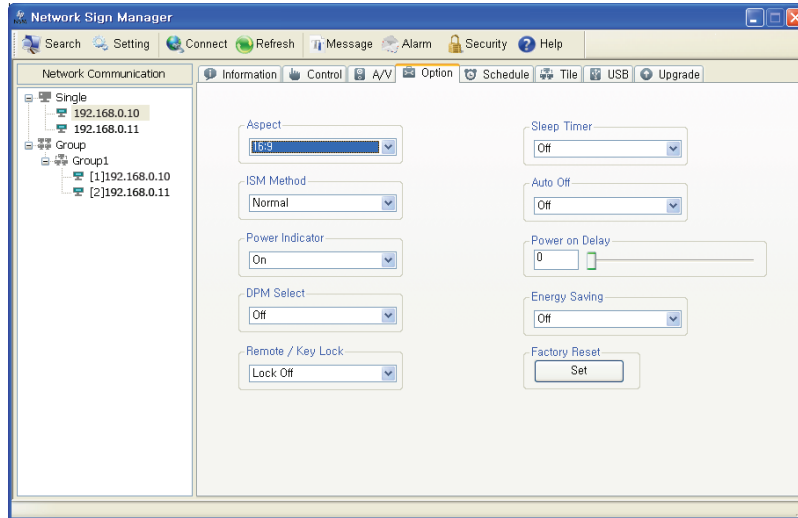 Network Sign Manager
Search Setting Connect Refresh Message Alarm Security Help
Network Communication
Information Control A/V Option Schedule Tile USB Upgrade
Single
192.168.0.10
192.168.0.11
Group
Group1
[1]192.168.0.10
[2]192.168.0.11
Aspect
16:9
ISM Method
Normal
Power Indicator
On
DPM Select
Off
Remote / Key Lock
Lock Off
Sleep Timer
Off
Auto Off
Off
Power on Delay
0
Energy Saving
Off
Factory Reset
Set